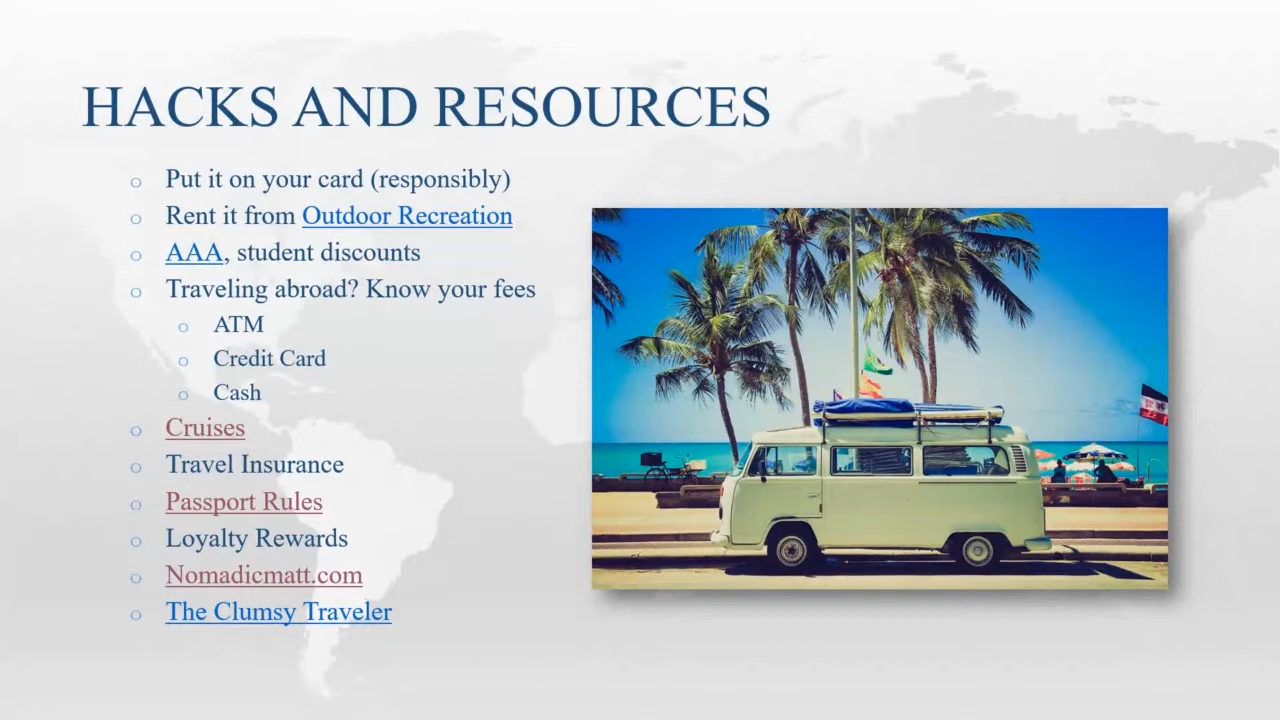 HACKS AND RESOURCES
Put it on your card (responsibly)
Rent it from Outdoor Recreation
AAA, student discounts
Traveling abroad? Know your fees
ATM
Credit Card
Cash
Cruises
Travel Insurance
Passport Rules
Loyalty Rewards
Nomadicmatt.com
The Clumsy Traveler